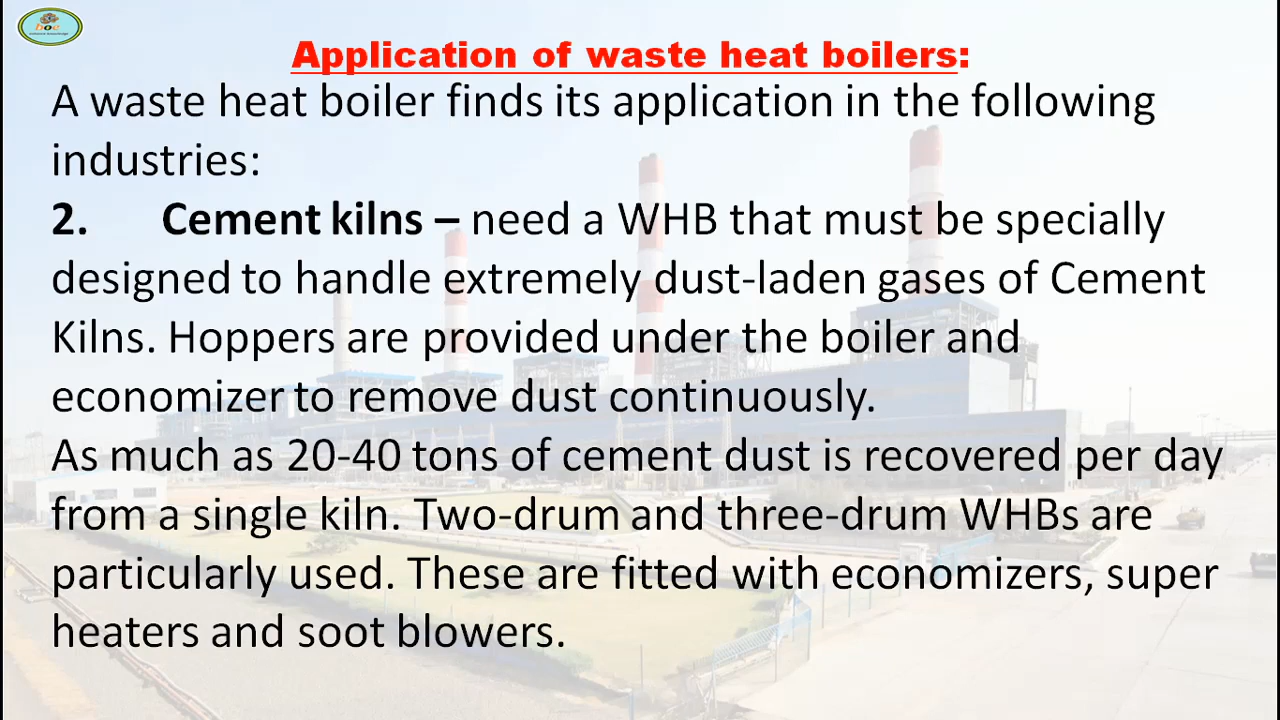 Application of waste heat boilers:
A waste heat boiler finds its application in the following
industries:
2. Cement kilns – need a WHB that must be specially
designed to handle extremely dust-laden gases of Cement
Kilns. Hoppers are provided under the boiler and
economizer to remove dust continuously.
As much as 20-40 tons of cement dust is recovered per day
from a single kiln. Two-drum and three-drum WHBs are
particularly used. These are fitted with economizers, super
heaters and soot blowers.